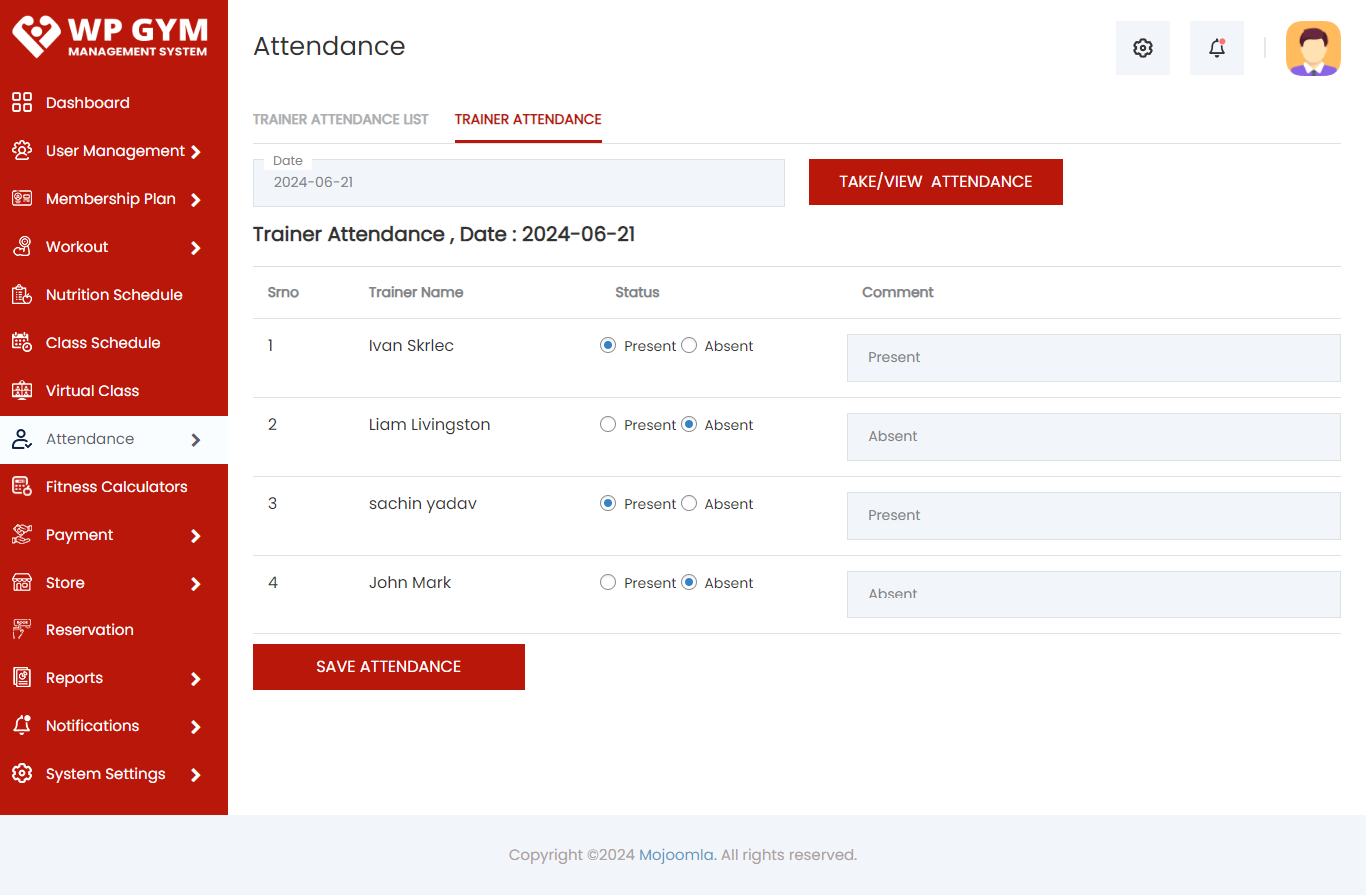 WP GYM
MANAGEMENT SYSTEM
Dashboard
User Management
Membership Plan
Workout
Nutrition Schedule
Class Schedule
Virtual Class
Attendance
Fitness Calculators
Payment
Store
Reservation
Reports
Notifications
System Settings
Attendance
TRAINER ATTENDANCE LIST TRAINER ATTENDANCE
Date
2024-06-21
TAKE/VIEW ATTENDANCE
Trainer Attendance , Date : 2024-06-21
Srno Trainer Name Status Comment
1 Ivan Skrlec Present Absent Present
2 Liam Livingston Present Absent Absent
3 sachin yadav Present Absent Present
4 John Mark Present Absent Absent
SAVE ATTENDANCE
Copyright ©2024 Mojoomla. All rights reserved.